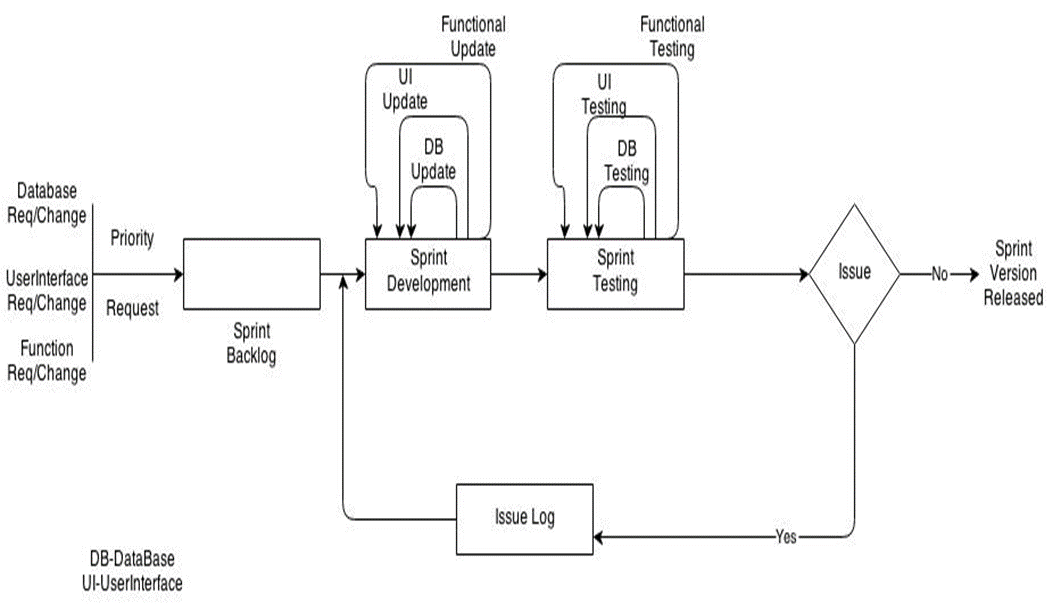 Functional
Update
Functional
Testing
UI
Update
UI
Testing
DB
Update
DB
Testing
Database
Req/Change
Priority
UserInterface
Req/Change
Request
Function
Req/Change
Sprint
Backlog
Sprint
Development
Sprint
Testing
Issue
No
Sprint
Version
Released
Issue Log
Yes
DB-DataBase
UI-UserInterface